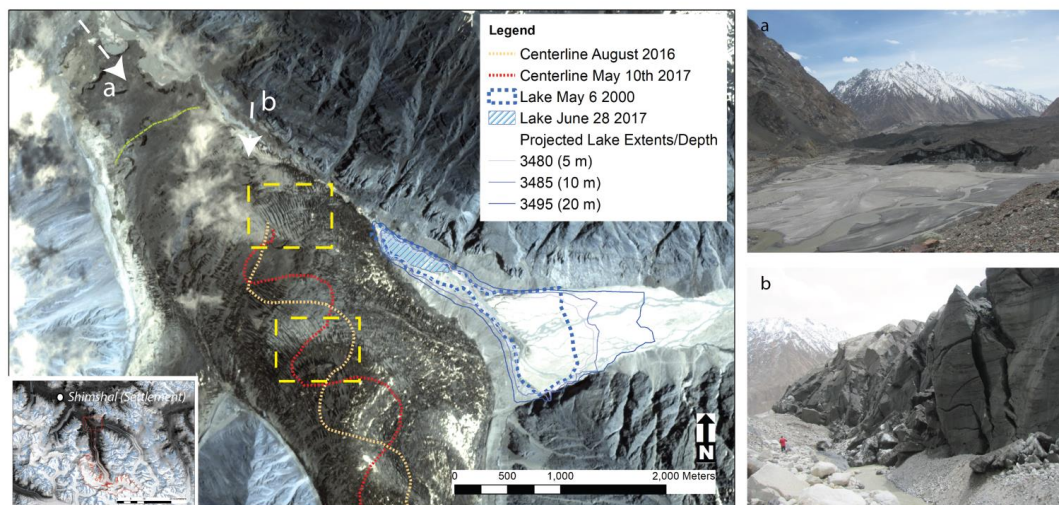 a
b
Legend
Centerline August 2016
Centerline May 10th 2017
Lake May 6 2000
Lake June 28 2017
Projected Lake Extents/Depth
3480 (5 m)
3485 (10 m)
3495 (20 m)
Shimshal (Settlement)
N
0 500 1,000 2,000 Meters
a
b